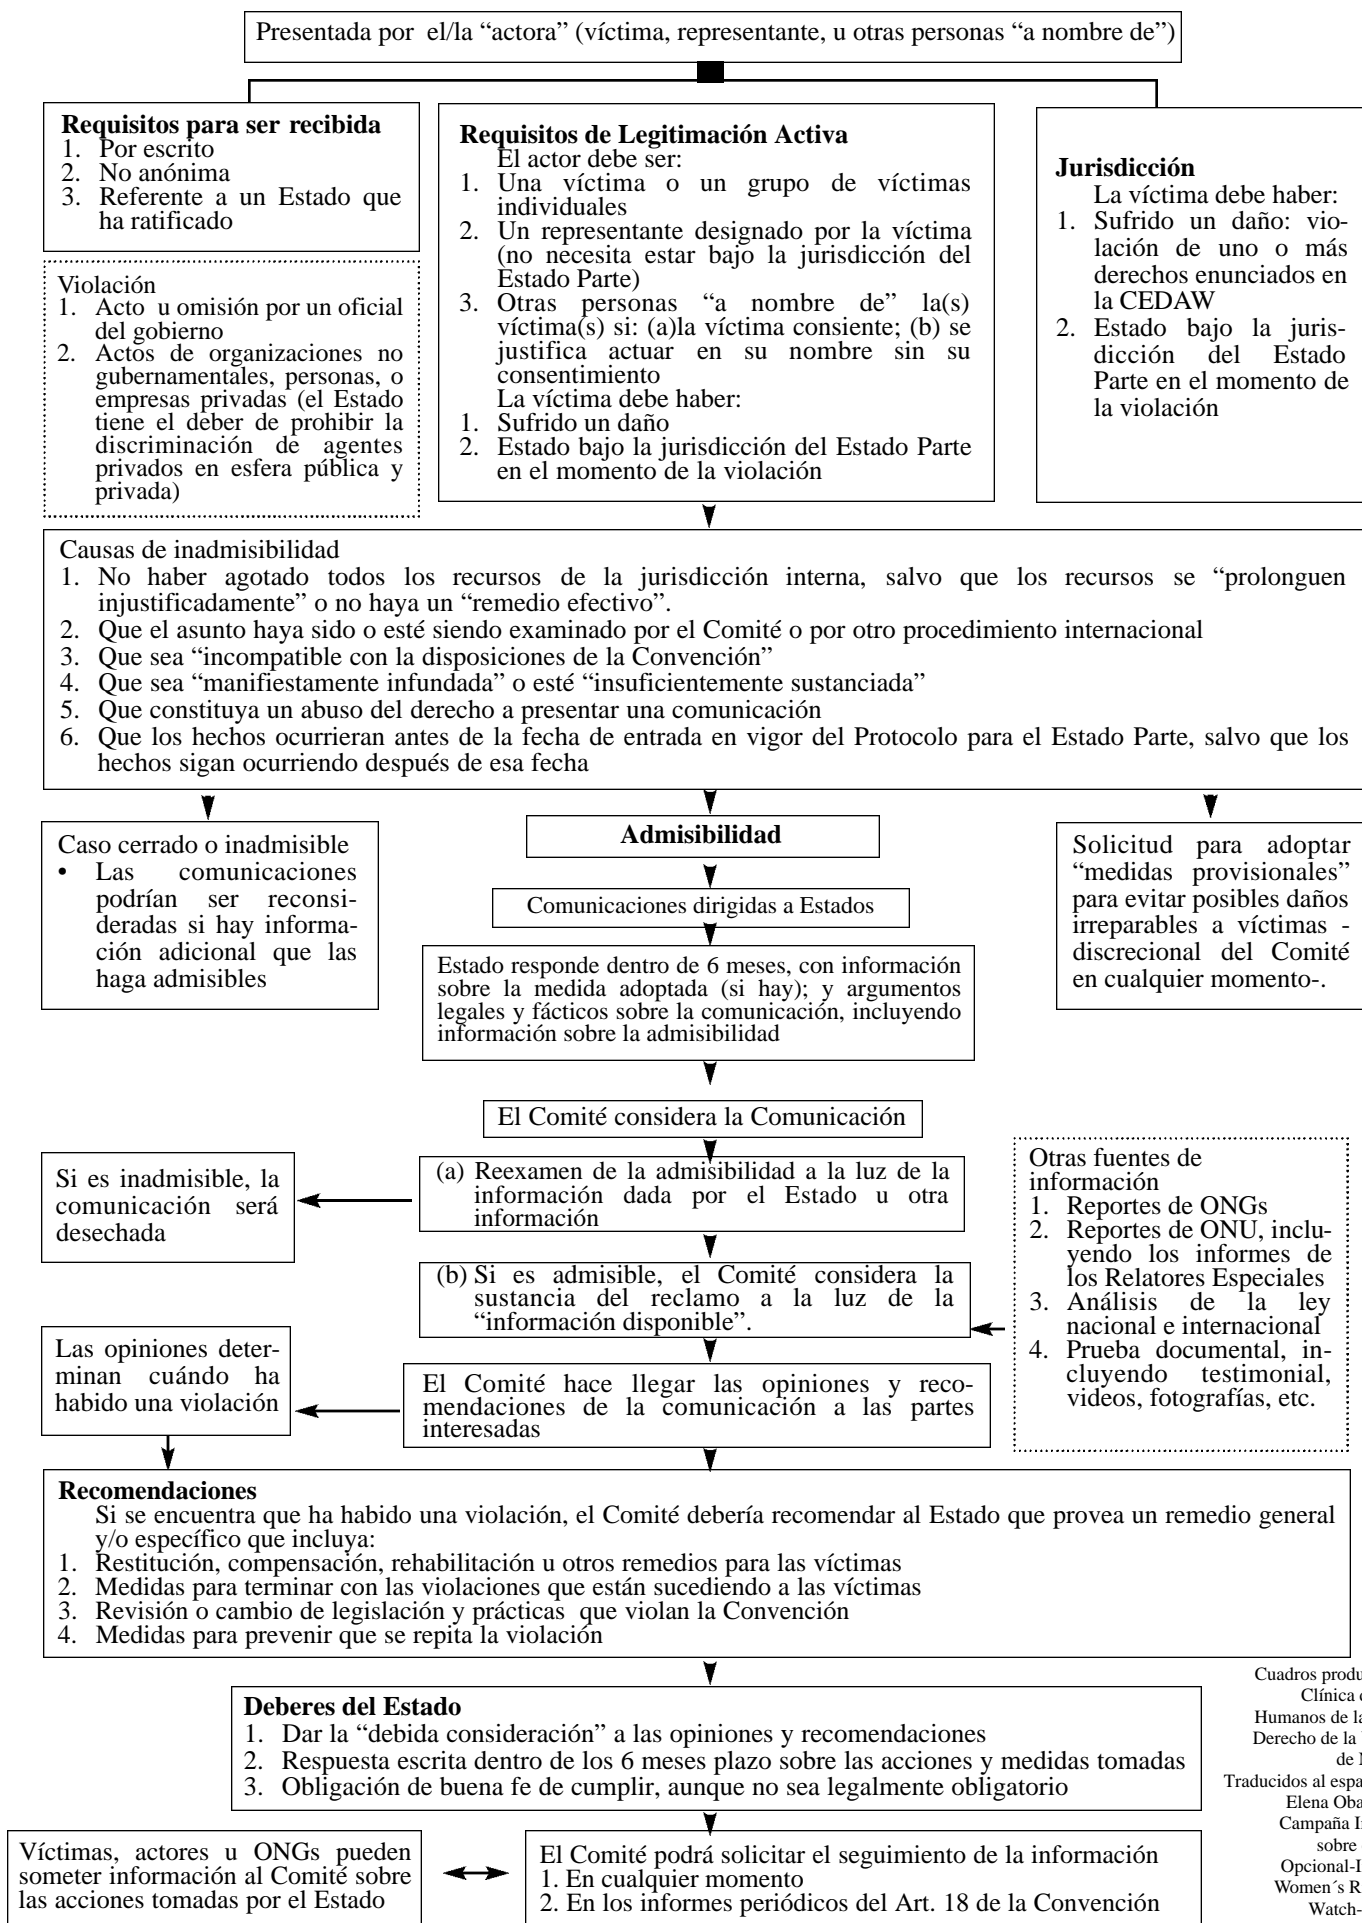 Presentada por el/la “actora” (víctima, representante, u otras personas “a nombre de”)
Requisitos para ser recibida
1. Por escrito
2. No anónima
3. Referente a un Estado que
ha ratificado
Violación
1. Acto u omisión por un oficial
del gobierno
2. Actos de organizaciones no
gubernamentales, personas, o
empresas privadas (el Estado
tiene el deber de prohibir la
discriminación de agentes
privados en esfera pública y
privada)
Requisitos de Legitimación Activa
El actor debe ser:
1. Una víctima o un grupo de víctimas
individuales
2. Un representante designado por la víctima
(no necesita estar bajo la jurisdicción del
Estado Parte)
3. Otras personas “a nombre de” la(s)
víctima(s) si: (a)la víctima consiente; (b) se
justifica actuar en su nombre sin su
consentimiento
La víctima debe haber:
1. Sufrido un daño
2. Estado bajo la jurisdicción del Estado Parte
en el momento de la violación
Jurisdicción
La víctima debe haber:
1. Sufrido un daño: vio-
lación de uno o más
derechos enunciados en
la CEDAW
2. Estado bajo la juris-
dicción del Estado
Parte en el momento de
la violación
Causas de inadmisibilidad
1. No haber agotado todos los recursos de la jurisdicción interna, salvo que los recursos se “prolonguen
injustificadamente” o no haya un “remedio efectivo”.
2. Que el asunto haya sido o esté siendo examinado por el Comité o por otro procedimiento internacional
3. Que sea “incompatible con la disposiciones de la Convención”
4. Que sea “manifiestamente infundada” o esté “insuficientemente sustanciada”
5. Que constituya un abuso del derecho a presentar una comunicación
6. Que los hechos ocurrieran antes de la fecha de entrada en vigor del Protocolo para el Estado Parte, salvo que los
hechos sigan ocurriendo después de esa fecha
Caso cerrado o inadmisible
• Las comunicaciones
podrían ser reconsi-
deradas si hay informa-
ción adicional que las
haga admisibles
Admisibilidad
Comunicaciones dirigidas a Estados
Estado responde dentro de 6 meses, con información
sobre la medida adoptada (si hay); y argumentos
legales y fácticos sobre la comunicación, incluyendo
información sobre la admisibilidad
Solicitud para adoptar
“medidas provisionales”
para evitar posibles daños
irreparables a víctimas -
discrecional del Comité
en cualquier momento-.
El Comité considera la Comunicación
(a) Reexamen de la admisibilidad a la luz de la
información dada por el Estado u otra
información
Si es inadmisible, la
comunicación será
desechada
(b) Si es admisible, el Comité considera la
sustancia del reclamo a la luz de la
“información disponible”.
Otras fuentes de
información
1. Reportes de ONGs
2. Reportes de ONU, inclu-
yendo los informes de
los Relatores Especiales
3. Análisis de la ley
nacional e internacional
4. Prueba documental, in-
cluyendo testimonial,
videos, fotografías, etc.
Las opiniones deter-
minan cuándo ha
habido una violación
El Comité hace llegar las opiniones y reco-
mendaciones de la comunicación a las partes
interesadas
Recomendaciones
Si se encuentra que ha habido una violación, el Comité debería recomendar al Estado que provea un remedio general
y/o específico que incluya:
1. Restitución, compensación, rehabilitación u otros remedios para las víctimas
2. Medidas para terminar con las violaciones que están sucediendo a las víctimas
3. Revisión o cambio de legislación y prácticas que violan la Convención
4. Medidas para prevenir que se repita la violación
Deberes del Estado
1. Dar la “debida consideración” a las opiniones y recomendaciones
2. Respuesta escrita dentro de los 6 meses plazo sobre las acciones y medidas tomadas
3. Obligación de buena fe de cumplir, aunque no sea legalmente obligatorio
Víctimas, actores u ONGs pueden
someter información al Comité sobre
las acciones tomadas por el Estado
El Comité podrá solicitar el seguimiento de la información
1. En cualquier momento
2. En los informes periódicos del Art. 18 de la Convención
Cuadros produ
Clínica
Humanos de la
Derecho de la
de
Traducidos al espa
Elena Oba
Campaña
sobre
Opcional-
Women´s R
Watch-